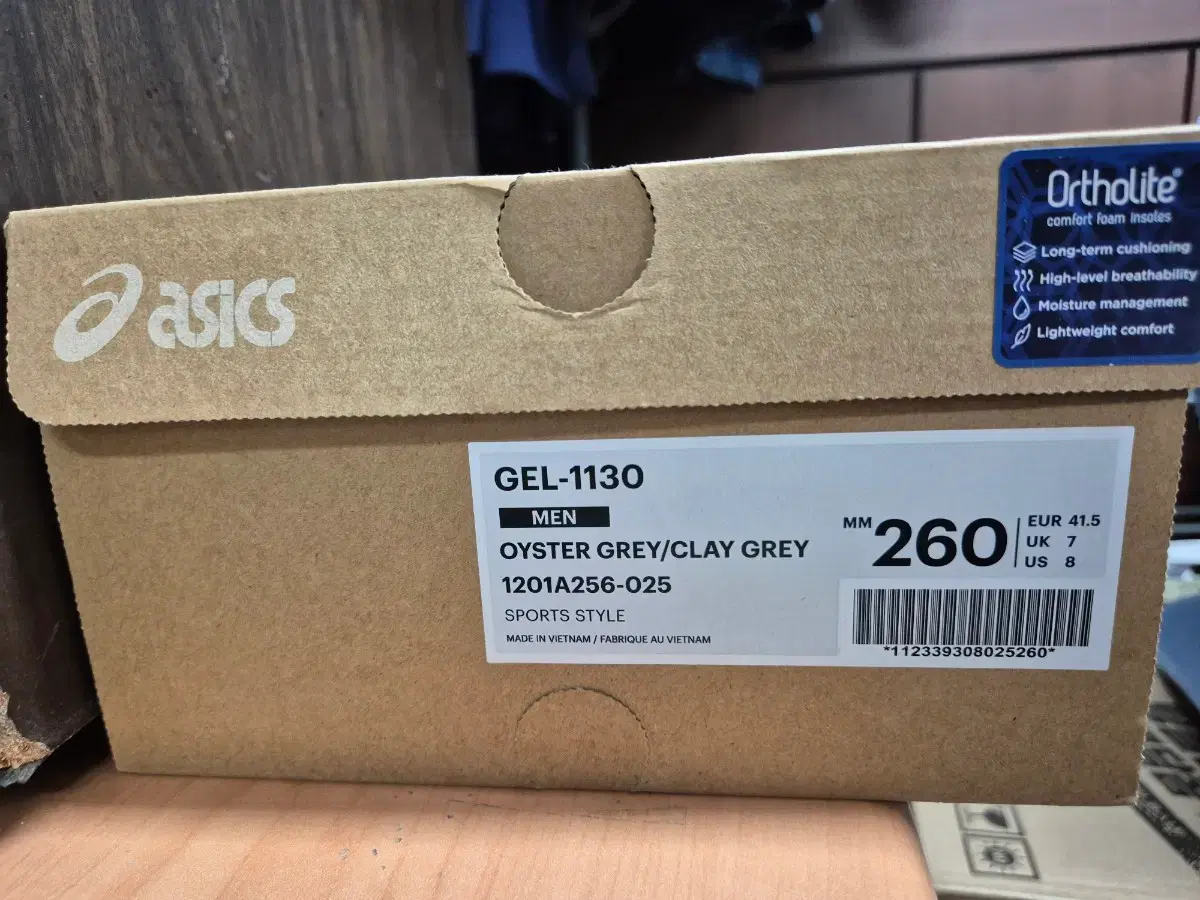 asics
Ortholite®
comfort foam insoles
Long-term cushioning
High-level breathability
Moisture management
Lightweight comfort
GEL-1130
MEN
OYSTER GREY/CLAY GREY
1201A256-025
SPORTS STYLE
MADE IN VIETNAM / FABRIQUE AU VIETNAM
MM 260
EUR 41.5
UK 7
US 8
*112339308025260*